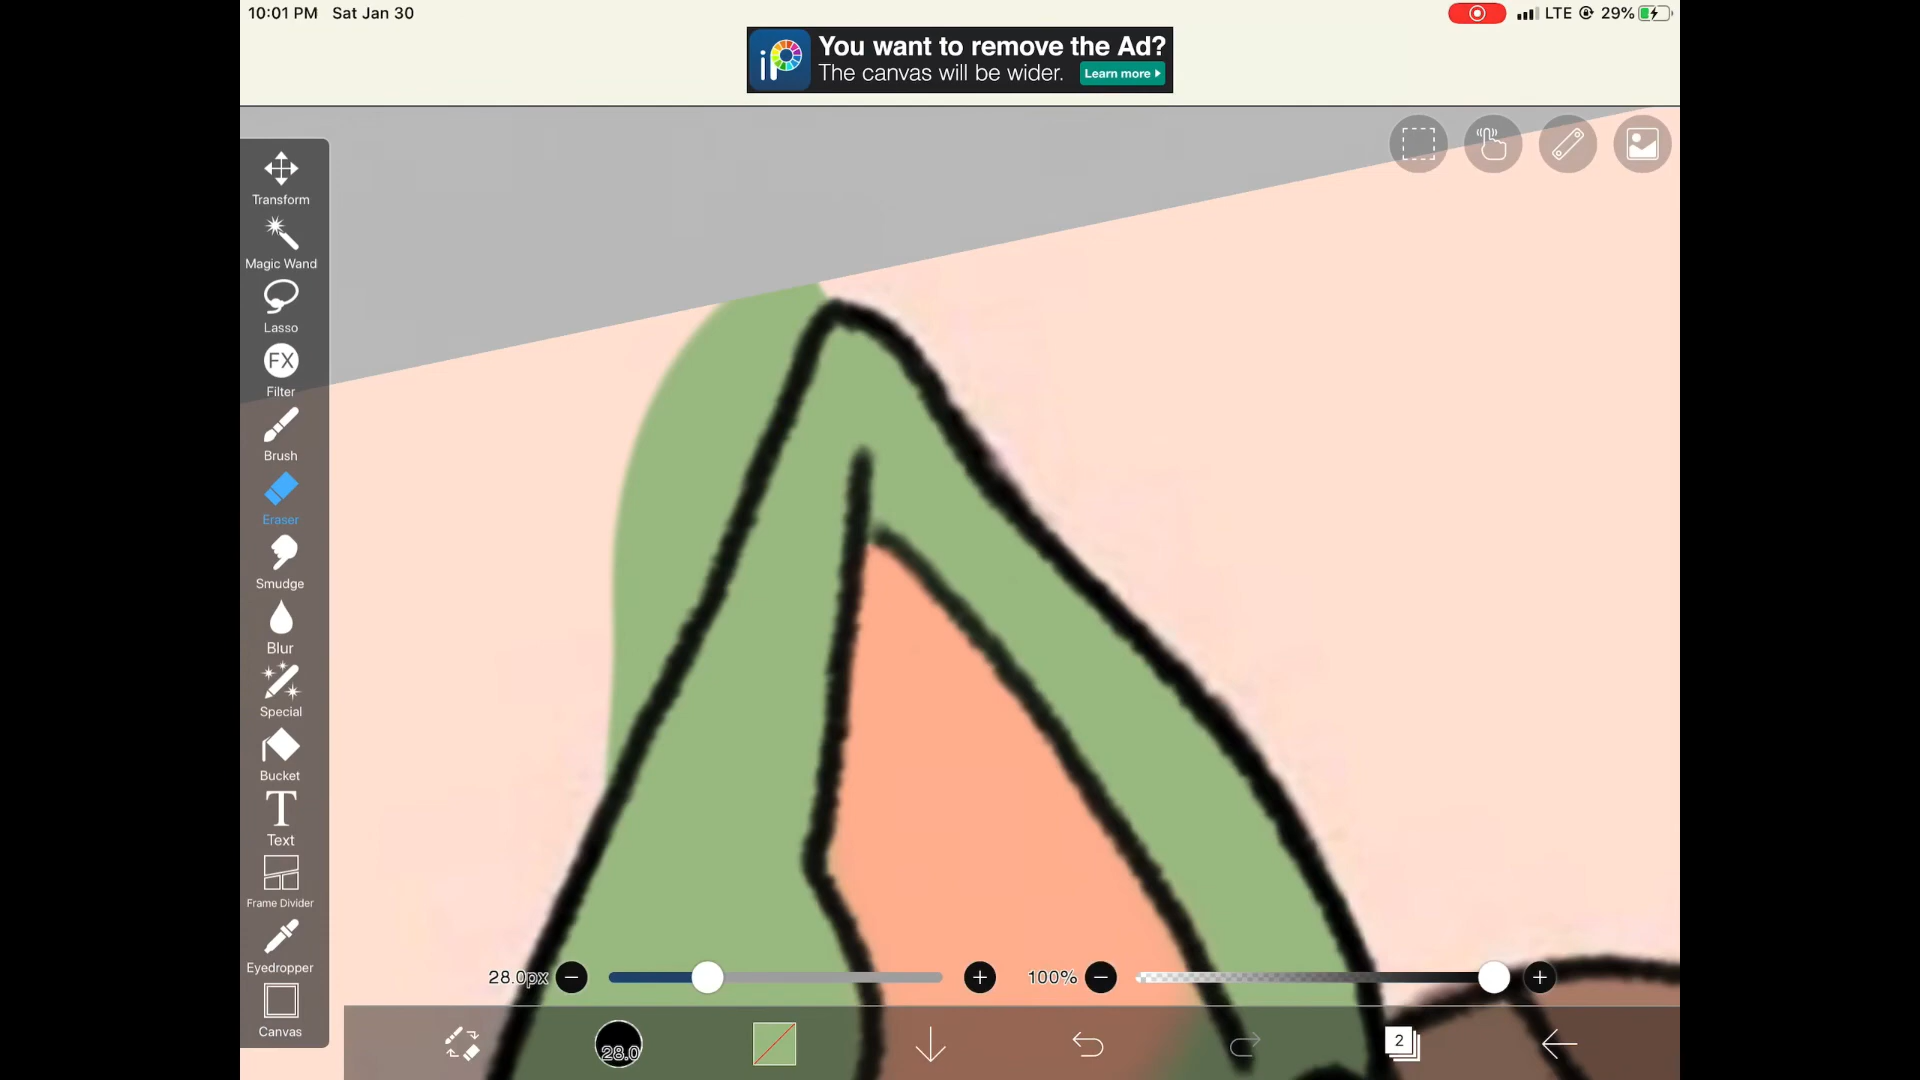 10:01 PM Sat Jan 30
LTE 29%
iP
You want to remove the Ad?
The canvas will be wider. Learn more
Transform
Magic Wand
Lasso
FX
Filter
Brush
Eraser
Smudge
Blur
Special
Bucket
T
Text
Frame Divider
Eyedropper
Canvas
28.0px
100%
28.0
2